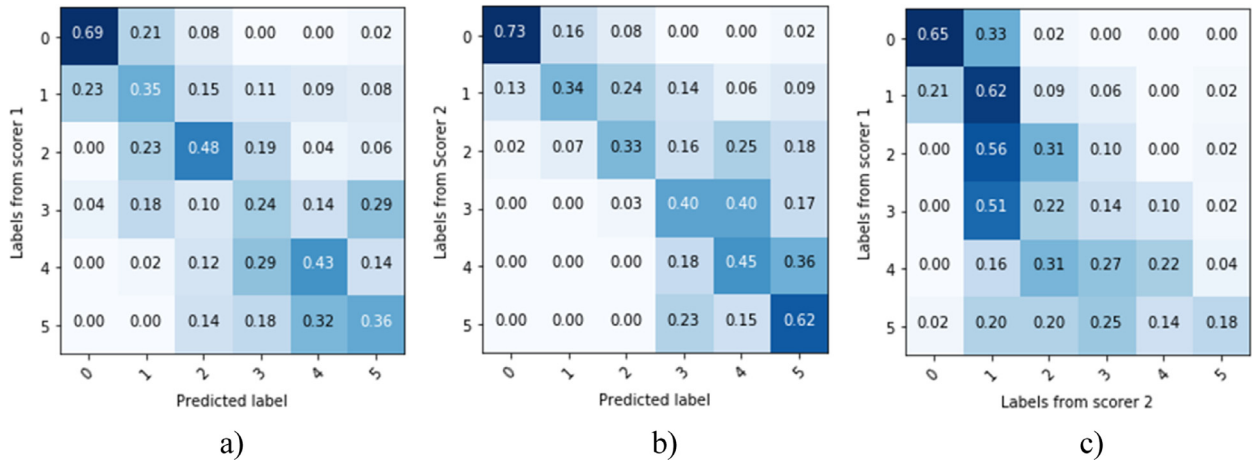 Labels from scorer 1
0 0.69 0.21 0.08 0.00 0.00 0.02
1 0.23 0.35 0.15 0.11 0.09 0.08
2 0.00 0.23 0.48 0.19 0.04 0.06
3 0.04 0.18 0.10 0.24 0.14 0.29
4 0.00 0.02 0.12 0.29 0.43 0.14
5 0.00 0.00 0.14 0.18 0.32 0.36
0 1 2 3 4 5
Predicted label
a)
Labels from Scorer 2
0 0.73 0.16 0.08 0.00 0.00 0.02
1 0.13 0.34 0.24 0.14 0.06 0.09
2 0.02 0.07 0.33 0.16 0.25 0.18
3 0.00 0.00 0.03 0.40 0.40 0.17
4 0.00 0.00 0.00 0.18 0.45 0.36
5 0.00 0.00 0.00 0.23 0.15 0.62
0 1 2 3 4 5
Predicted label
b)
Labels from scorer 1
0 0.65 0.33 0.02 0.00 0.00 0.00
1 0.21 0.62 0.09 0.06 0.00 0.02
2 0.00 0.56 0.31 0.10 0.00 0.02
3 0.00 0.51 0.22 0.14 0.10 0.02
4 0.00 0.16 0.31 0.27 0.22 0.04
5 0.02 0.20 0.20 0.25 0.14 0.18
0 1 2 3 4 5
Labels from scorer 2
c)